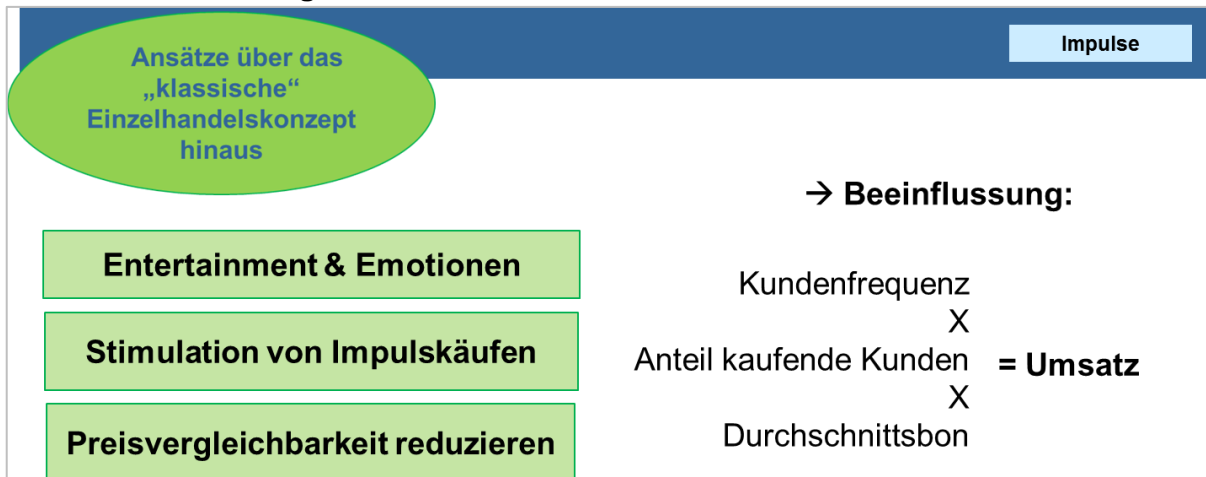 Impulse
Ansätze über das
„klassische“
Einzelhandelskonzept
hinaus
→ Beeinflussung:
Entertainment & Emotionen
Stimulation von Impulskäufen
Preisvergleichbarkeit reduzieren
Kundenfrequenz
X
Anteil kaufende Kunden = Umsatz
X
Durchschnittsbon